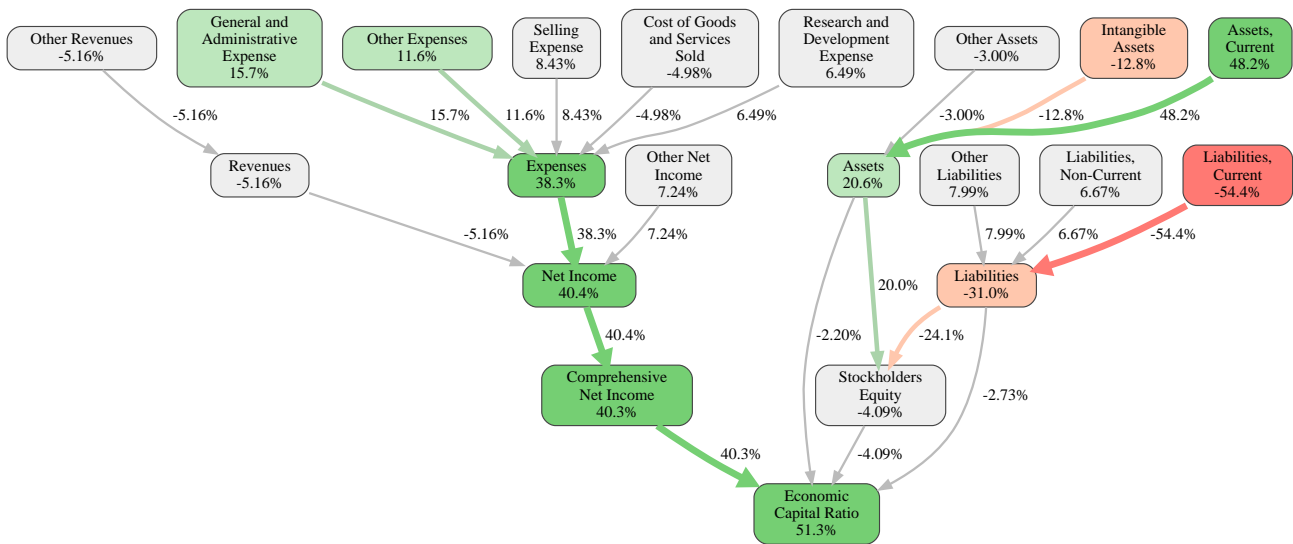 Other Revenues
-5.16%
General and
Administrative
Expense
15.7%
Other Expenses
11.6%
Selling
Expense
8.43%
Cost of Goods
and Services
Sold
-4.98%
Research and
Development
Expense
6.49%
Other Assets
-3.00%
Intangible
Assets
-12.8%
Assets,
Current
48.2%
-5.16%
15.7%
11.6%
8.43%
-4.98%
6.49%
-3.00%
-12.8%
48.2%
Revenues
-5.16%
Expenses
38.3%
Other Net
Income
7.24%
Assets
20.6%
Other
Liabilities
7.99%
Liabilities,
Non-Current
6.67%
Liabilities,
Current
-54.4%
-5.16%
38.3%
7.24%
7.99%
6.67%
-54.4%
Net Income
40.4%
20.0%
Liabilities
-31.0%
40.4%
-2.20%
-24.1%
Comprehensive
Net Income
40.3%
Stockholders
Equity
-4.09%
-2.73%
40.3%
-4.09%
Economic
Capital Ratio
51.3%